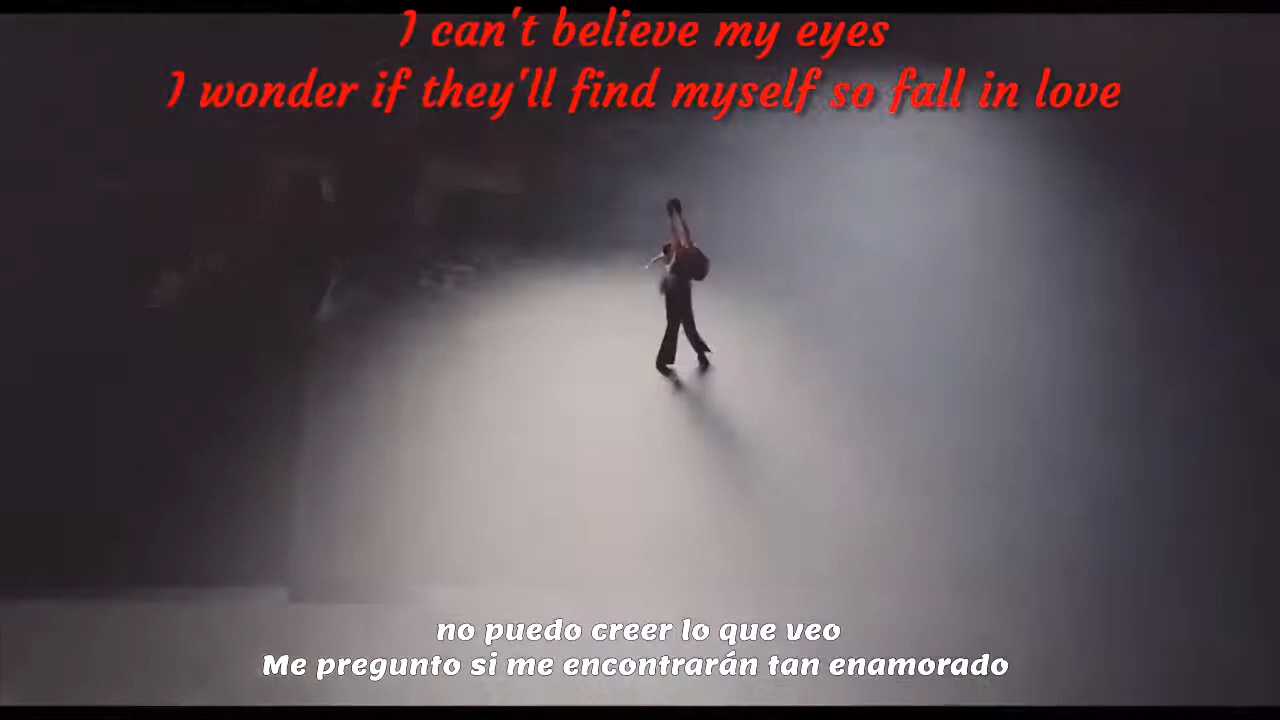 I can't believe my eyes
I wonder if they'll find myself so fall in love
no puedo creer lo que veo
Me pregunto si me encontrarán tan enamorado